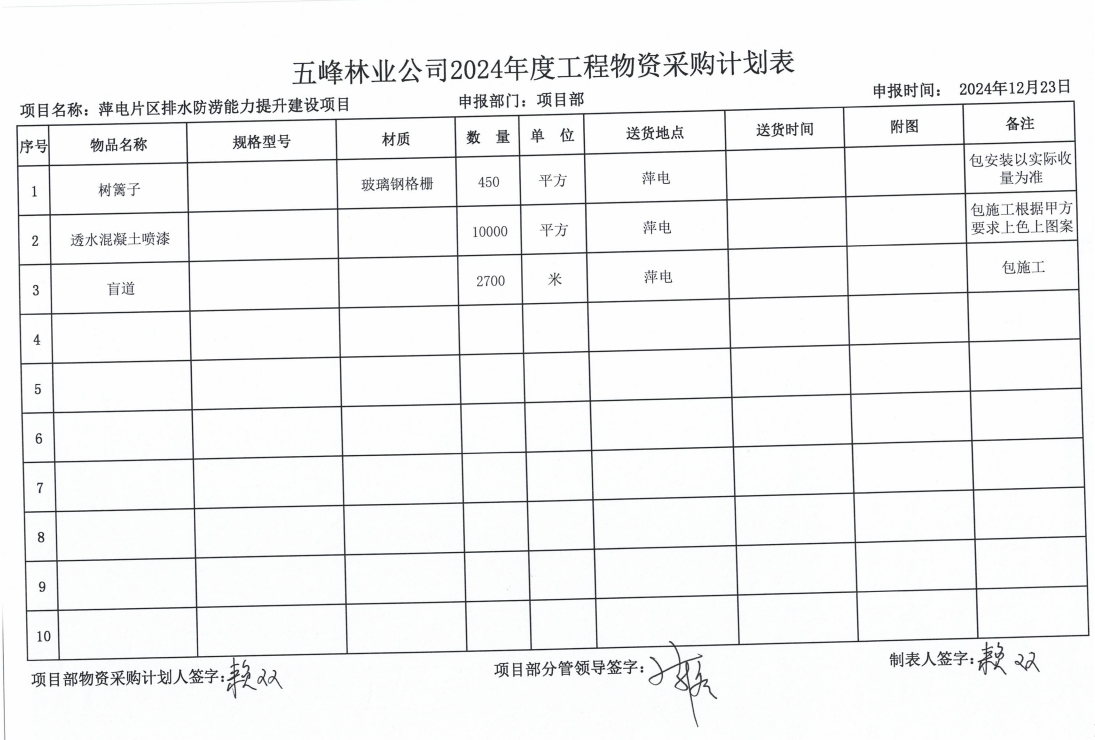 五峰林业公司2024年度工程物资采购计划表
项目名称：萍电片区排水防涝能力提升建设项目 申报部门：项目部 申报时间： 2024年12月23日
序号 物品名称 规格型号 材质 数 量 单 位 送货地点 送货时间 附图 备注
1 树篱子 玻璃钢格栅 450 平方 萍电 包安装以实际收
量为准
2 透水混凝土喷漆 10000 平方 萍电 包施工根据甲方
要求上色上图案
3 盲道 2700 米 萍电 包施工
4
5
6
7
8
9
10
项目部物资采购计划人签字：赖双 项目部分管领导签字： 制表人签字：赖双